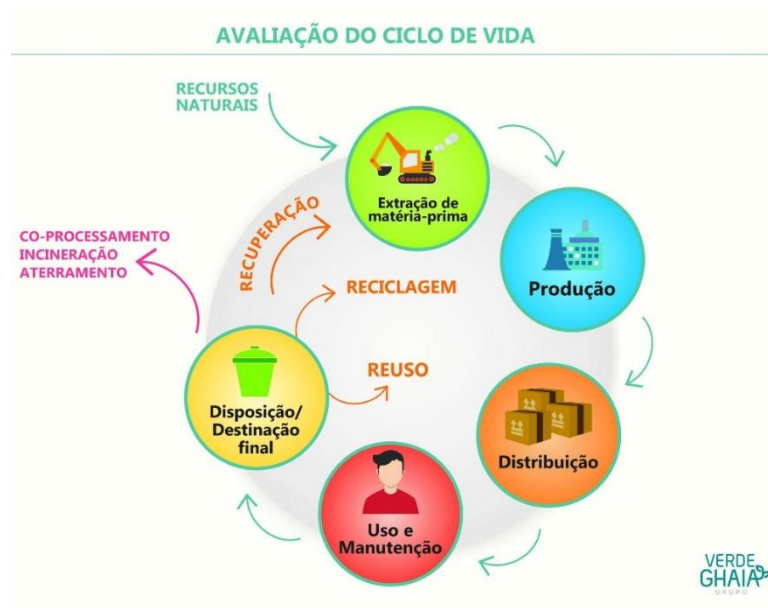 AVALIAÇÃO DO CICLO DE VIDA
RECURSOS
NATURAIS
Extração de
matéria-prima
RECUPERAÇÃO
CO-PROCESSAMENTO
INCINERAÇÃO
ATERRAMENTO
RECICLAGEM
Produção
REUSO
Disposição/
Destinação
final
Distribuição
Uso e
Manutenção
VERDE
GHAIA
GRUPO